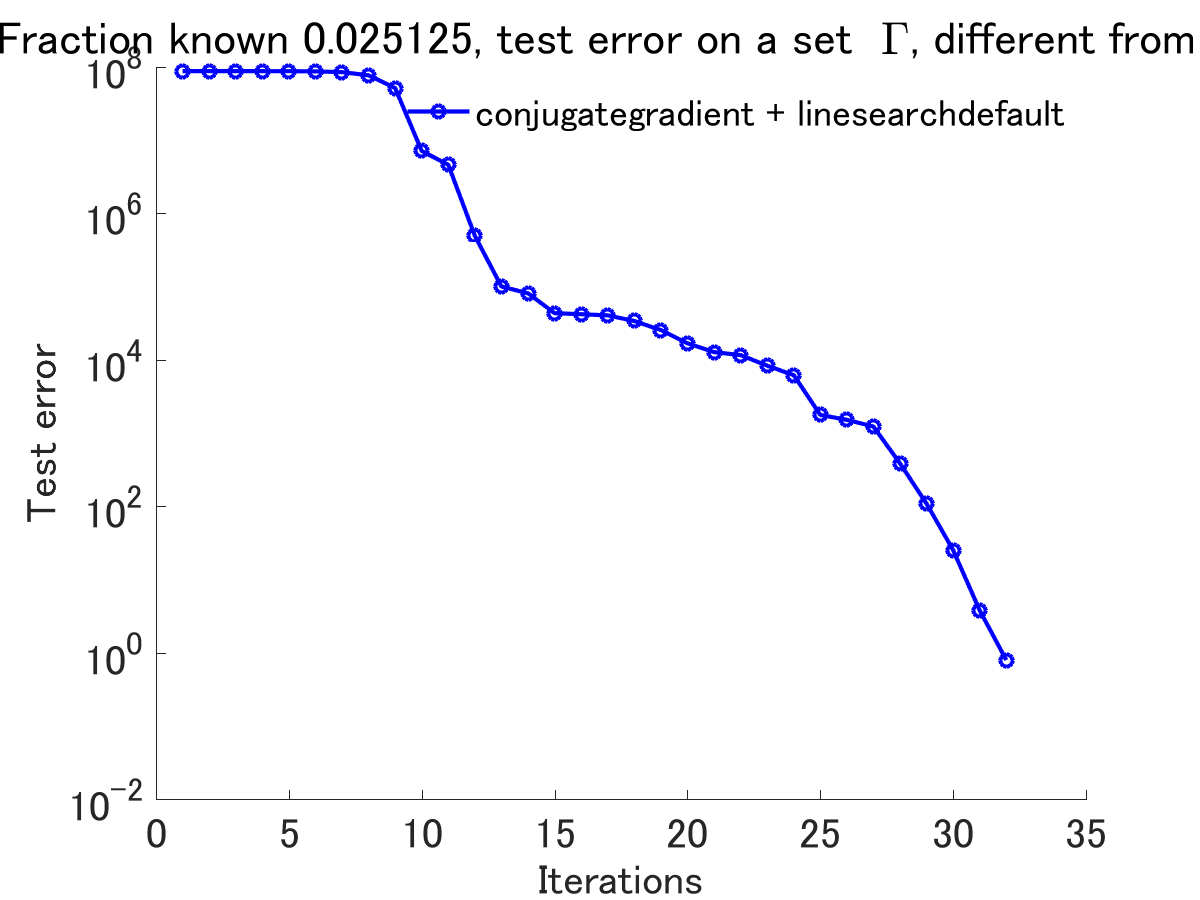 Fraction known 0.025125, test error on a set Γ, different from
10^8
conjugategradient + linesearchdefault
10^6
10^4
10^2
10^0
10^-2
Test error
0 5 10 15 20 25 30 35
Iterations